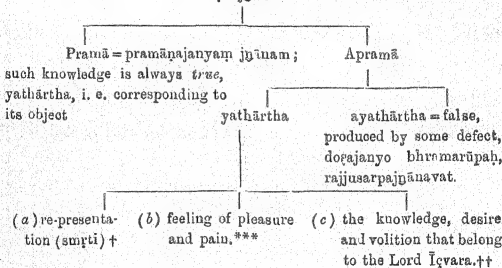 Pramā = pramāṇajanyaṃ jñānam;
Apramā
such knowledge is always true,
yathārtha, i. e. corresponding to
its object
yathārtha
ayathārtha = false,
produced by some defect,
doṣajanyo bhramarūpaḥ,
rajjusarpajñānavat.
(a) re-presenta-
tion (smṛti) †
(b) feeling of pleasure
and pain.***
(c) the knowledge, desire
and volition that belong
to the Lord Īçvara.††